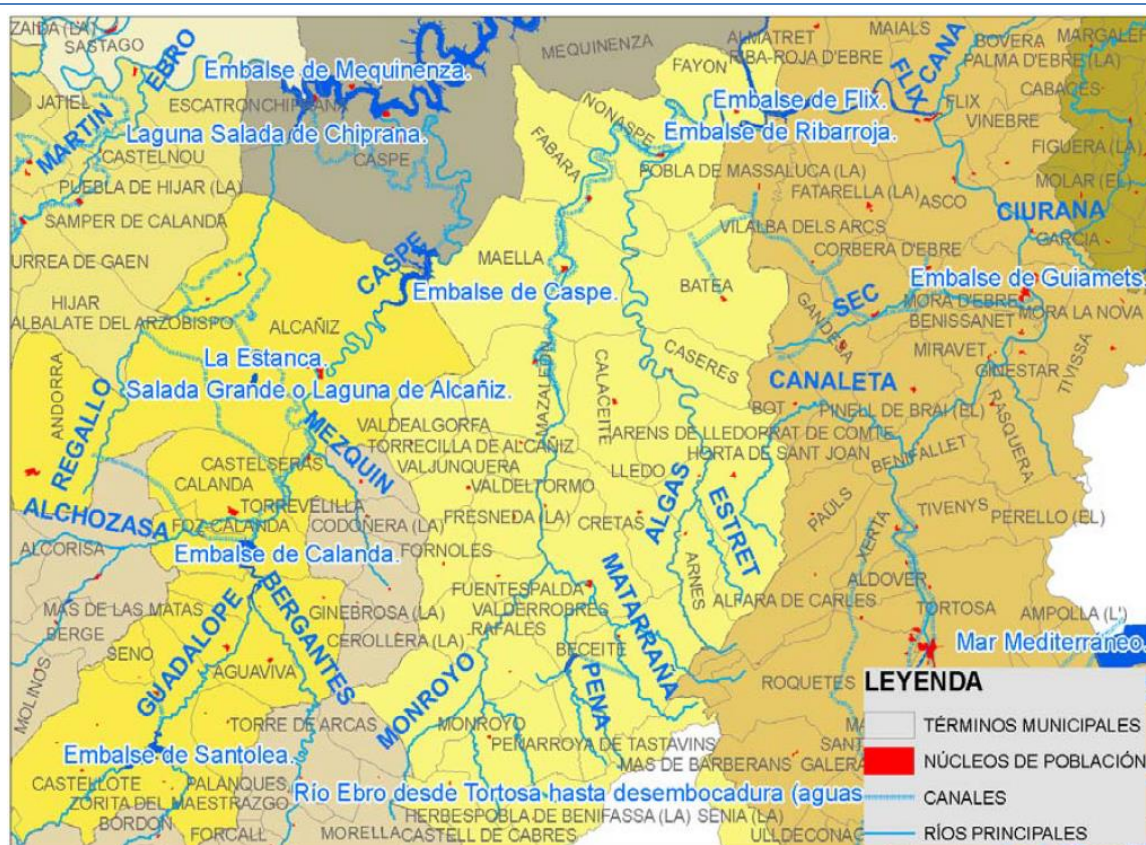 ZAIDA (LA)
SASTAGO
EBRO
JATIEL
MARTIN
ESCATRON
Embalse de Mequinenza.
MEQUINENZA
Laguna Salada de Chiprana.
CASTELNOU
CASPE
PUEBLA DE HIJAR (LA)
SAMPER DE CALANDA
URREA DE GAEN
HIJAR
ALBALATE DEL ARZOBISPO
ALMATRET
RIBA-ROJA D'EBRE
MAIALS
FAYON
NONASPE
FABARA
FLIX
CANA
BOVERA
MARGALEF
PALMA D'EBRE (LA)
CABACES
Embalse de Flix.
FLIX
Embalse de Ribarroja.
VINEBRE
FIGUERA (LA)
POBLA DE MASSALUCA (LA)
FATARELLA (LA)
ASCO
MOLAR (EL)
CIURANA
VILALBA DELS ARCS
GARCIA
CORBERA D'EBRE
MAELLA
CASPE
Embalse de Caspe.
BATEA
Embalse de Guiamets.
SEC
MORA D'EBRE
MORA LA NOVA
BENISSANET
GANDESA
MIRAVET
GINESTAR
TIVISSA
ALCAÑIZ
La Estanca.
Salada Grande o Laguna de Alcañiz.
ANDORRA
REGALLO
MEZQUIN
MAZALEON
CALACEITE
CASERES
CANALETA
BOT
PINELL DE BRAI (EL)
RASQUERA
VALDEALGORFA
TORRECILLA DE ALCAÑIZ
ARENS DE LLEDO
PRAT DE COMTE
BENIFALLET
HORTA DE SANT JOAN
CASTELSERAS
VALJUNQUERA
LLEDO
CALANDA
VALDELTORMO
ALGAS
ESTRET
TORREVELILLA
ALCHOZASA
FOZ CALANDA
CODOÑERA (LA)
FRESNEDA (LA)
CRETAS
PAÜLS
XERTA
TIVENYS
PERELLO (EL)
ALCORISA
Embalse de Calanda.
FORNOLES
ARNES
FUENTESPALDA
ALDOVER
MAS DE LAS MATAS
BERGE
GUADALOPE
BERGANTES
GINEBROSA (LA)
VALDERROBRES
MATARRAÑA
ALFARA DE CARLES
TORTOSA
AMPOLLA (L')
RAFALES
CEROLLERA (LA)
SENO
BECEITE
MOLINOS
AGUAVIVA
MONROYO
PENA
Mar Mediterráneo.
ROQUETES
TORRE DE ARCAS
MONROYO
PEÑARROYA DE TASTAVINS
MAS DE BARBERANS
GALERA
Embalse de Santolea.
CASTELLOTE
PALANQUES
ZORITA DEL MAESTRAZGO
Río Ebro desde Tortosa hasta desembocadura (aguas
BORDON
FORCALL
MORELLA
HERBES
POBLA DE BENIFASSA (LA)
SENIA (LA)
CASTELL DE CABRES
LEYENDA
TÉRMINOS MUNICIPALES
NÚCLEOS DE POBLACIÓN
CANALES
RÍOS PRINCIPALES